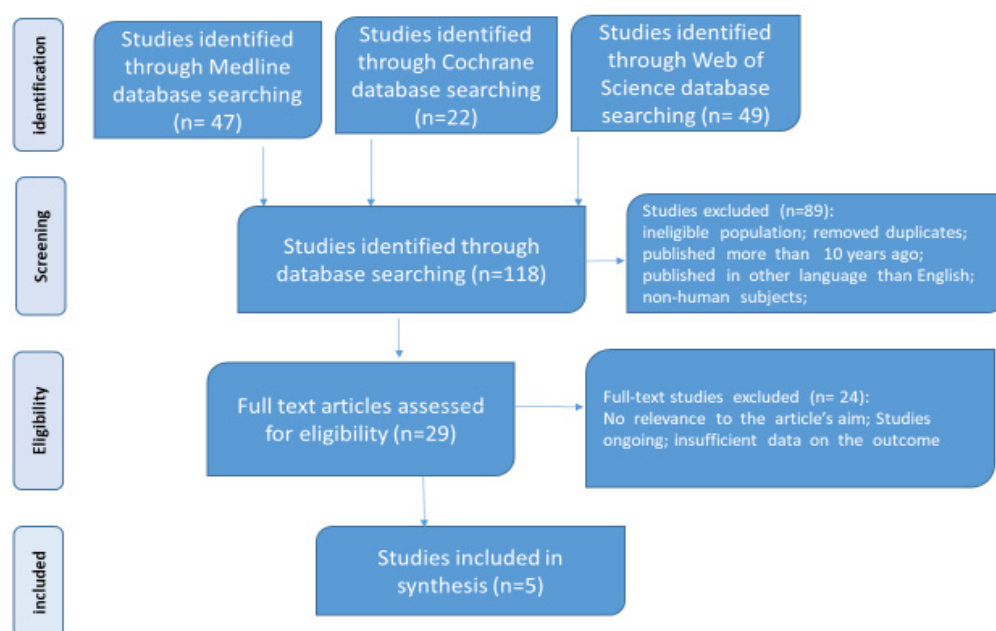 identification
Studies identified
through Medline
database searching
(n= 47)
Studies identified
through Cochrane
database searching
(n=22)
Studies identified
through Web of
Science database
searching (n= 49)
Screening
Studies identified through
database searching (n=118)
Studies excluded (n=89):
ineligible population; removed duplicates;
published more than 10 years ago;
published in other language than English;
non-human subjects;
Eligibility
Full text articles assessed
for eligibility (n=29)
Full-text studies excluded (n= 24):
No relevance to the article's aim; Studies
ongoing; insufficient data on the outcome
included
Studies included in
synthesis (n=5)